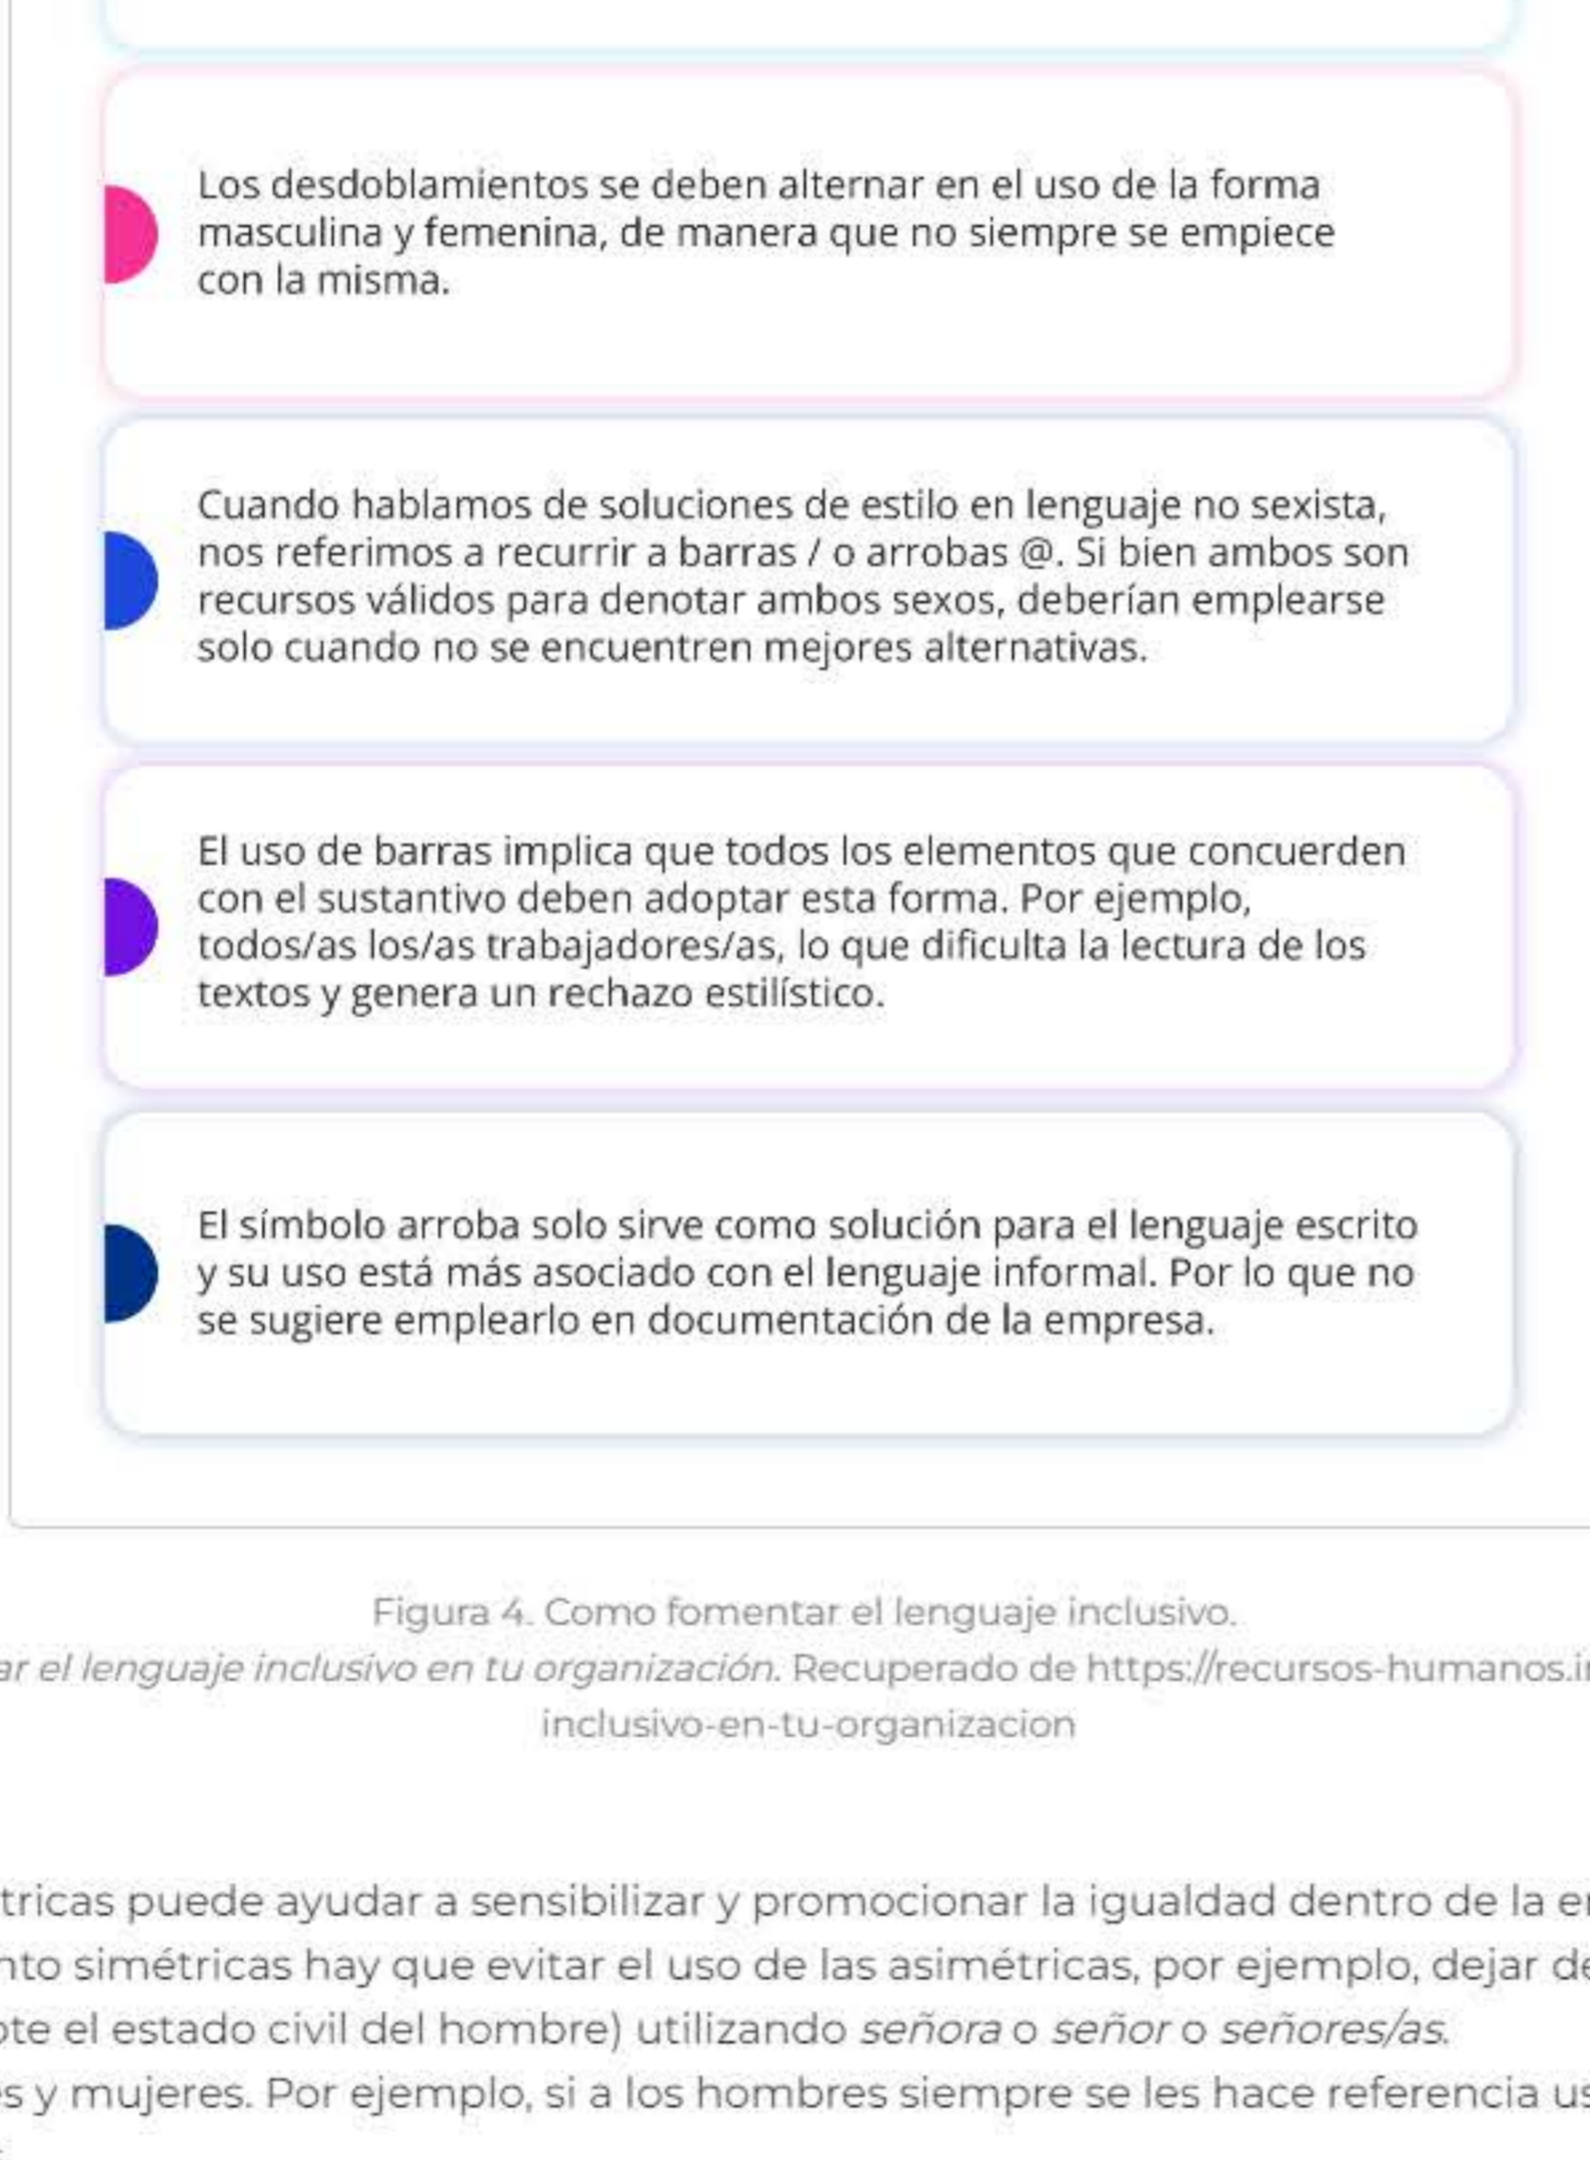 Los desdoblamientos se deben alternar en el uso de la forma
masculina y femenina, de manera que no siempre se empiece
con la misma.
Cuando hablamos de soluciones de estilo en lenguaje no sexista,
nos referimos a recurrir a barras / o arrobas @. Si bien ambos son
recursos válidos para denotar ambos sexos, deberían emplearse
solo cuando no se encuentren mejores alternativas.
El uso de barras implica que todos los elementos que concuerden
con el sustantivo deben adoptar esta forma. Por ejemplo,
todos/as los/as trabajadores/as, lo que dificulta la lectura de los
textos y genera un rechazo estilístico.
El símbolo arroba solo sirve como solución para el lenguaje escrito
y su uso está más asociado con el lenguaje informal. Por lo que no
se sugiere emplearlo en documentación de la empresa.
Figura 4. Como fomentar el lenguaje inclusivo.
ar el lenguaje inclusivo en tu organización. Recuperado de https://recursos-humanos.i
inclusivo-en-tu-organizacion
tricas puede ayudar a sensibilizar y promocionar la igualdad dentro de la e
nto simétricas hay que evitar el uso de las asimétricas, por ejemplo, dejar de
ote el estado civil del hombre) utilizando señora o señor o señores/as.
s y mujeres. Por ejemplo, si a los hombres siempre se les hace referencia us